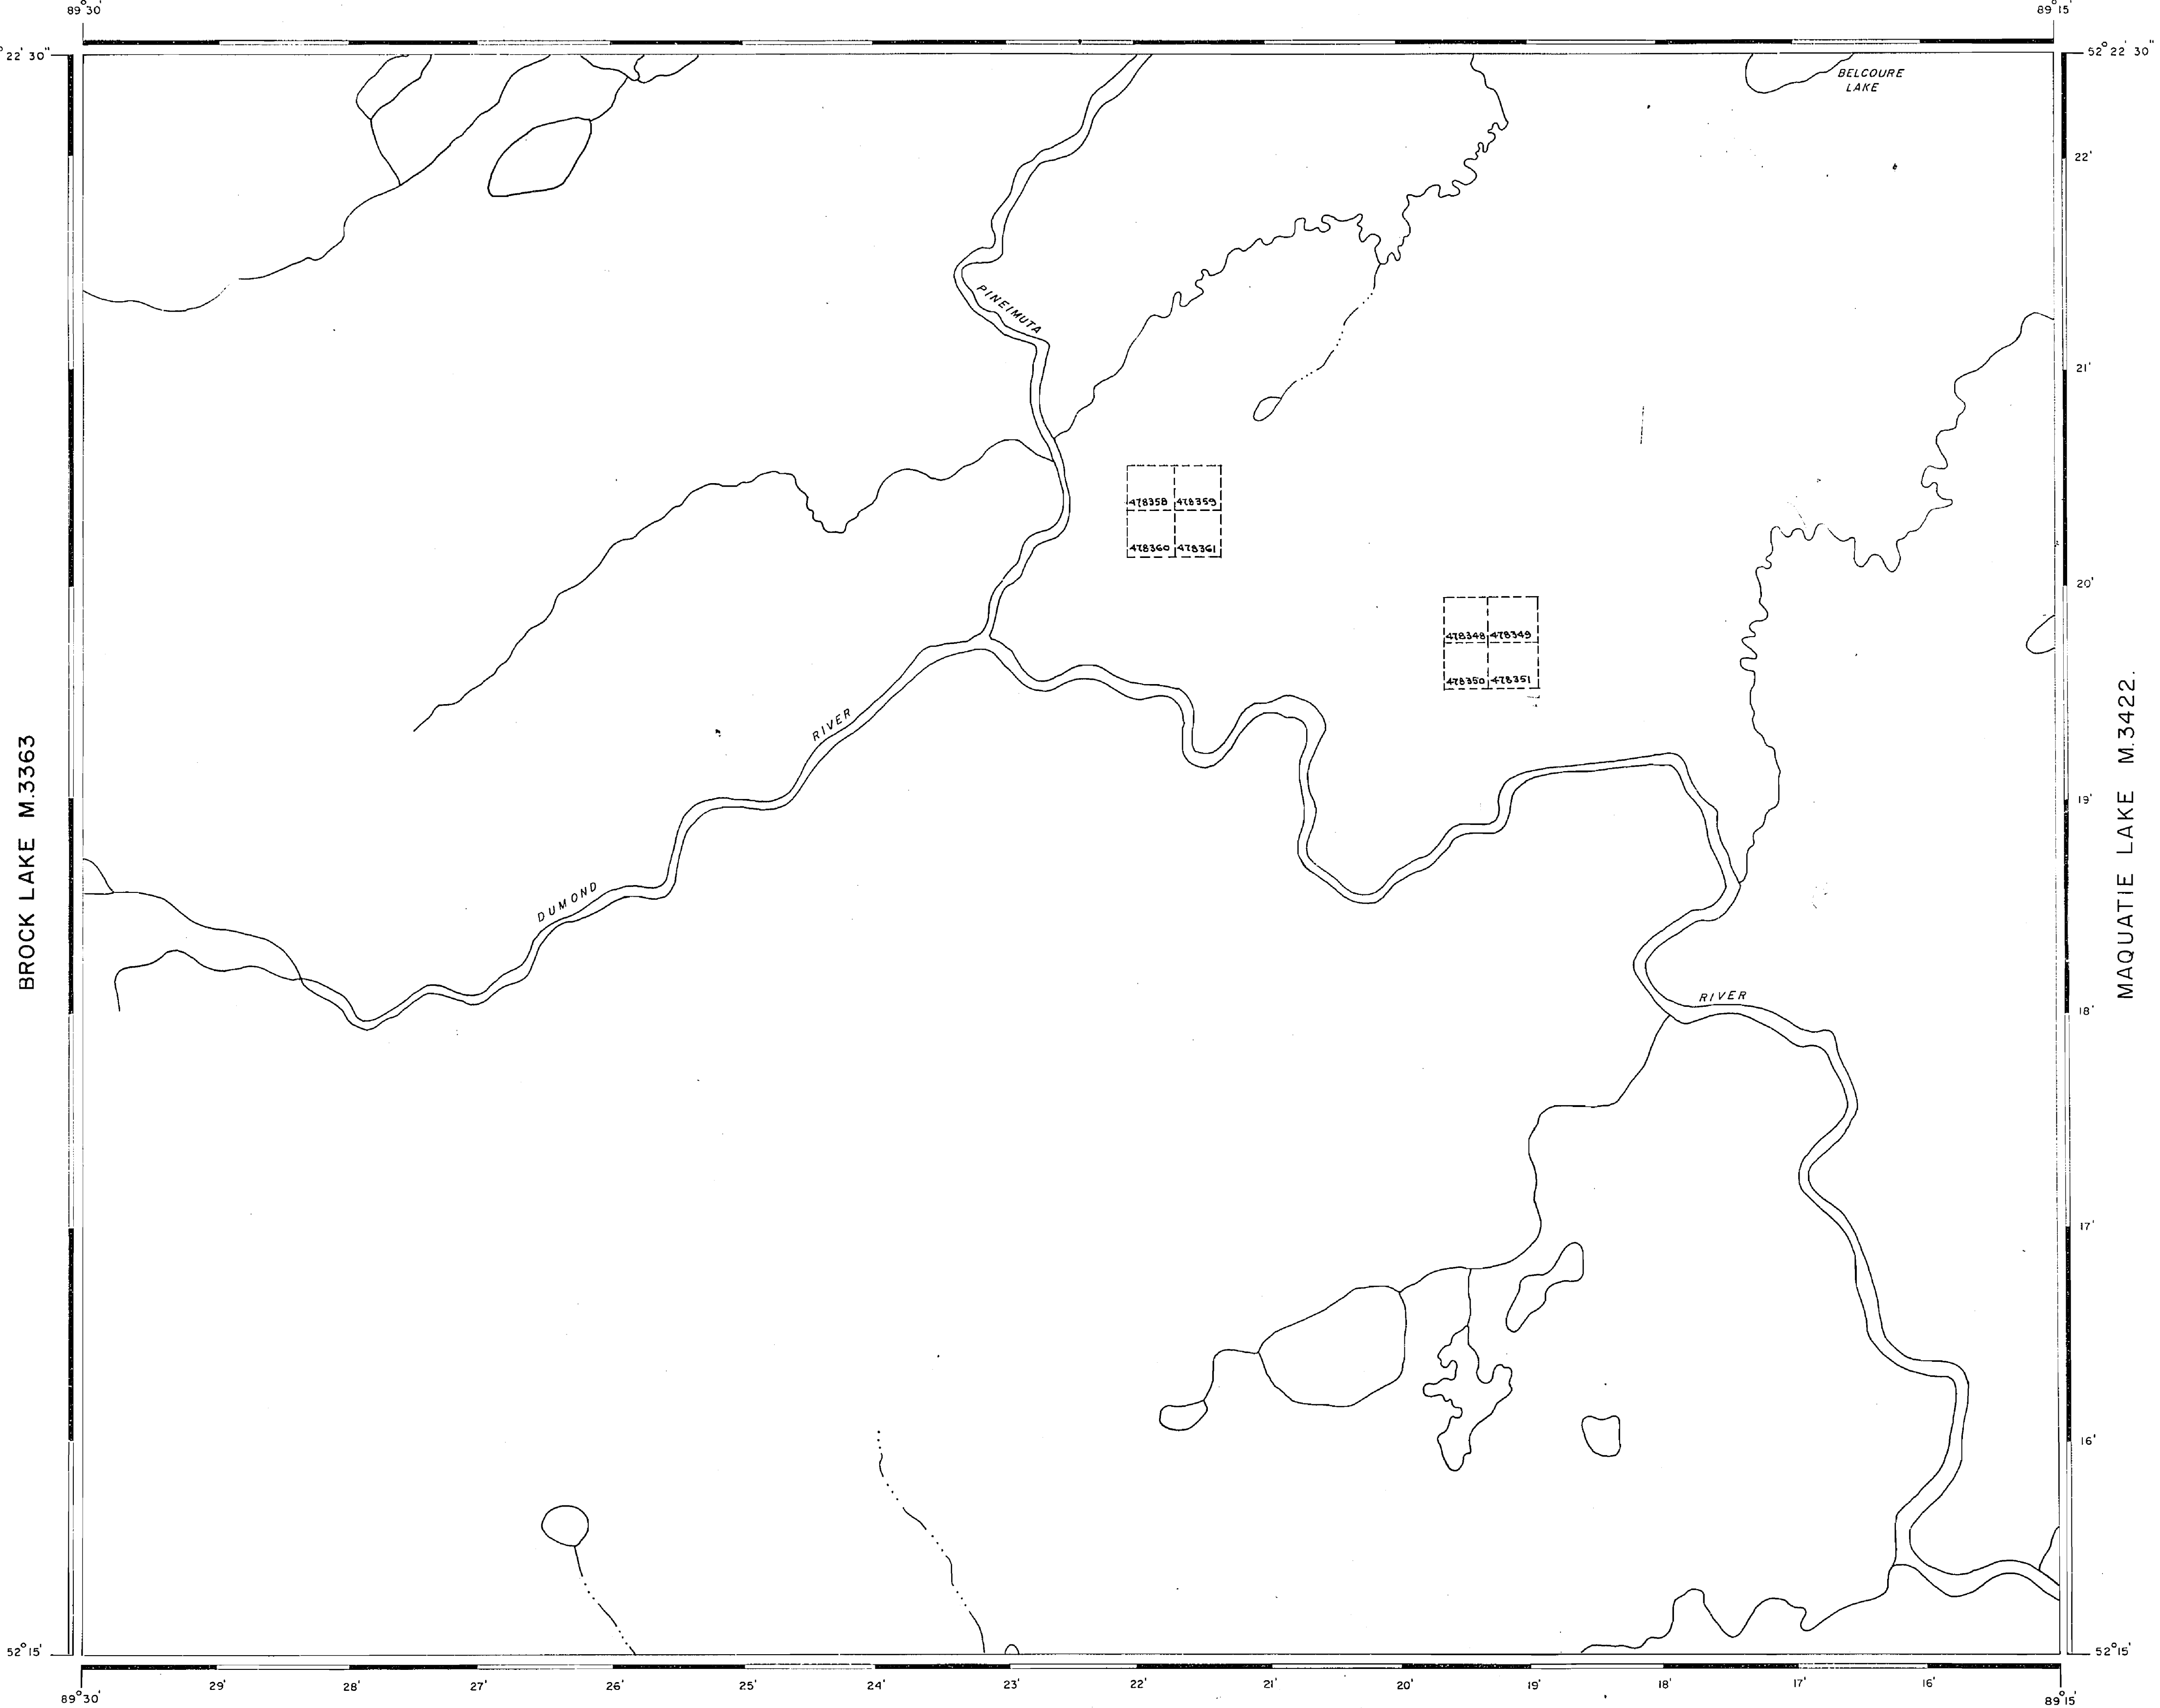 89°30'
89°15'
22' 30"
52° 22' 30"
BELCOURE
LAKE
22'
PINEIMUTA
21'
478358 478359
478360 478361
20'
478348 478349
478350 478351
RIVER
BROCK LAKE M.3363
MAQUATIE LAKE M.3422.
19'
DUMOND
RIVER
18'
17'
16'
52°15'
52°15'
29' 28' 27' 26' 25' 24' 23' 22' 21' 20' 19' 18' 17' 16'
89°30'
89°15'